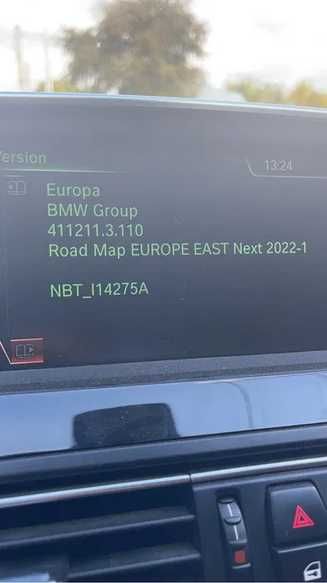 Version
13:24
Europa
BMW Group
411211.3.110
Road Map EUROPE EAST Next 2022-1
NBT_I14275A